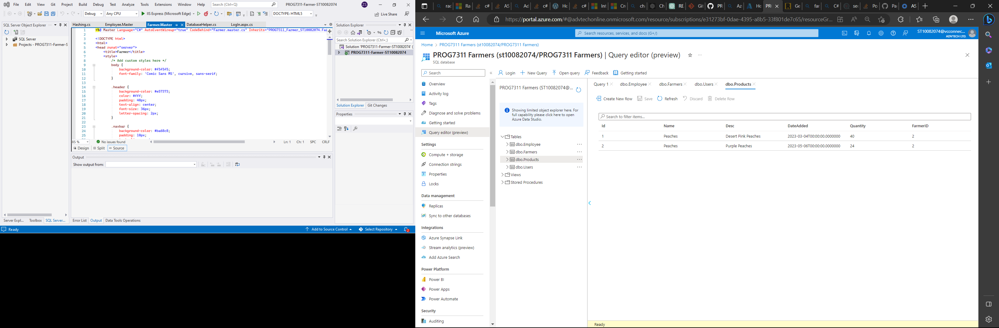 File Edit View Git Project Build Debug Test Analyze Tools Extensions Window Help Search (Ctrl+Q) PROG7311-Farmer-ST10082074 ZS
Debug Any CPU IIS Express (Microsoft Edge) DOCTYPE: HTML5 Live Share
SQL Server Object Explorer
SQL Server
Projects - PROG7311-Farmer-S
Server Expl... Toolbox SQL Server...
Hashing.cs Employee.Master Farmer.Master DatabaseHelper.cs LogIn.aspx.cs
1 <%@ Master Language="C#" AutoEventWireup="true" CodeBehind="Farmer.master.cs" Inherits="PROG7311_Farmer_ST10082074.Far
2
3 <!DOCTYPE html>
4 <html>
5 <head runat="server">
6 <title>Farmer</title>
7 <style>
8 /* Add custom styles here */
9 body {
10 background-color: #f5f5f5;
11 font-family: 'Comic Sans MS', cursive, sans-serif;
12 }
13
14 .header {
15 background-color: #e57373;
16 color: #fff;
17 padding: 40px;
18 text-align: center;
19 font-size: 36px;
20 letter-spacing: 2px;
21 }
22
23 .navbar {
24 background-color: #ba68c8;
25 padding: 10px;
85 % No issues found Ln: 1 Ch: 1 SPC CRLF
Design Split Source
Output
Show output from:
Error List Output Data Tools Operations
Solution Explorer
Search Solution Explorer (Ctrl+;)
Solution 'PROG7311-Farmer-ST10082074' (
PROG7311-Farmer-ST10082074
Solution Explorer Git Changes
Properties
Ready Add to Source Control Select Repository 2
rac Ra c# AS Ad c# Ho c# Int Cre ch Ch RE Git PR Az Ho PR Ge far C# sec Po Pa AS
https://portal.azure.com/#@advtechonline.onmicrosoft.com/resource/subscriptions/e31273bf-0dae-4395-a8b5-33f801de7c65/resourceGr...
Microsoft Azure Search resources, services, and docs (G+/) ST10082074@vcconnec...
ADVTECH LTD.
Home > PROG7311 Farmers (st10082074/PROG7311 Farmers)
PROG7311 Farmers (st10082074/PROG7311 Farmers) | Query editor (preview)
SQL database
Search
Overview
Activity log
Tags
Diagnose and solve problems
Getting started
Query editor (preview)
Settings
Compute + storage
Connection strings
Properties
Locks
Data management
Replicas
Sync to other databases
Integrations
Azure Synapse Link
Stream analytics (preview)
Add Azure Search
Power Platform
Power BI
Power Apps
Power Automate
Security
Auditing
Login New Query Open query Feedback Getting started
PROG7311 Farmers (ST10082074@...
Showing limited object explorer here. For
full capability please click here to open
Azure Data Studio.
Tables
dbo.Employee
dbo.Farmers
dbo.Products
dbo.Users
Views
Stored Procedures
Query 1 dbo.Employee dbo.Farmers dbo.Users dbo.Products
Create New Row Save Refresh Discard Delete Row
Search to filter items...
Id Name Desc DateAdded Quantity FarmerID
1 Peaches Desert Pink Peaches 2023-03-04T00:00:00.0000000 40 2
2 Peaches Purple Peaches 2023-05-06T00:00:00.0000000 24 2
Ready